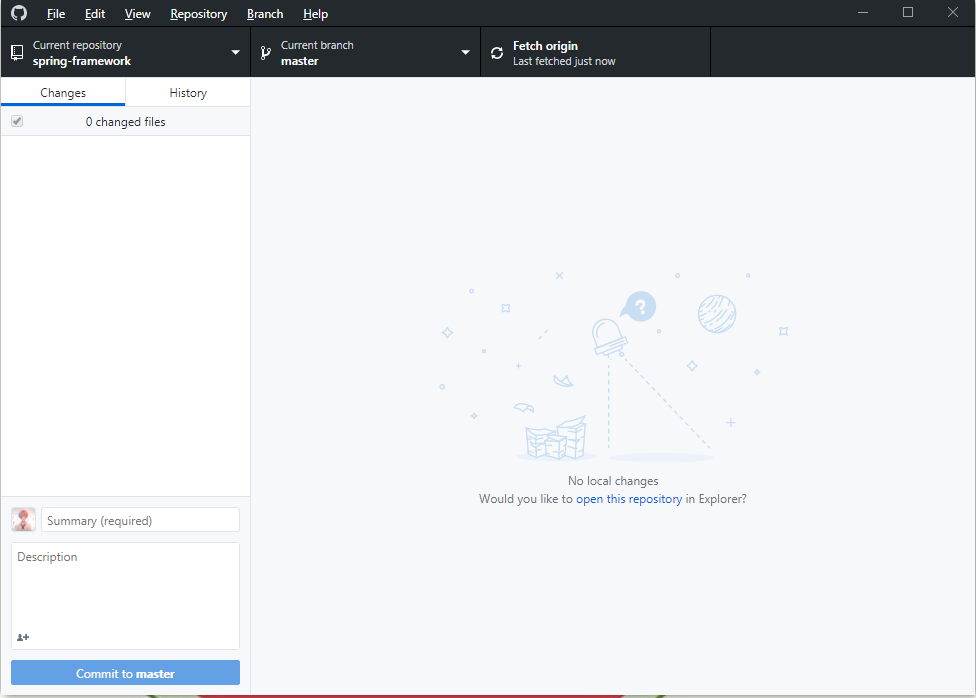 File Edit View Repository Branch Help
Current repository
spring-framework
Current branch
master
Fetch origin
Last fetched just now
Changes
History
0 changed files
?
No local changes
Would you like to open this repository in Explorer?
Summary (required)
Description
Commit to master